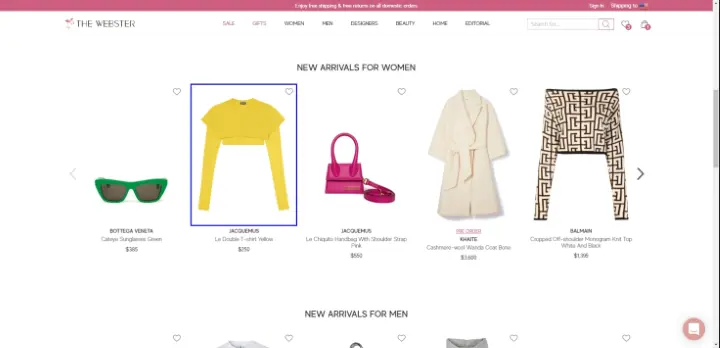 Enjoy free shipping & free returns on all domestic orders
Sign In
Shipping to
THE WEBSTER
SALE
GIFTS
WOMEN
MEN
DESIGNERS
BEAUTY
HOME
EDITORIAL
Search for...
NEW ARRIVALS FOR WOMEN
BOTTEGA VENETA
Cateye Sunglasses Green
$385
JACQUEMUS
Le Double T-shirt Yellow
$250
JACQUEMUS
Le Chiquito Handbag With Shoulder Strap
Pink
$550
PRE ORDER
KHAITE
Cashmere-wool Wanda Coat Bone
BALMAIN
Cropped Off-shoulder Monogram Knit Top
White And Black
$1,395
NEW ARRIVALS FOR MEN